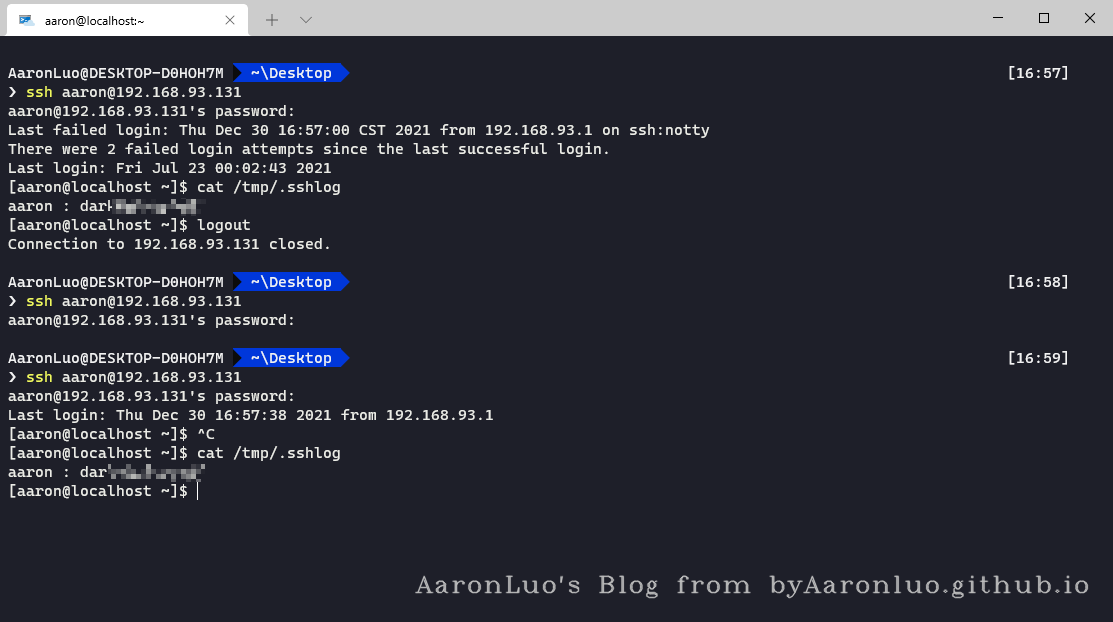 aaron@localhost:~
AaronLuo@DESKTOP-D0HOH7M ~\Desktop [16:57]
❯ ssh aaron@192.168.93.131
aaron@192.168.93.131's password:
Last failed login: Thu Dec 30 16:57:00 CST 2021 from 192.168.93.1 on ssh:notty
There were 2 failed login attempts since the last successful login.
Last login: Fri Jul 23 00:02:43 2021
[aaron@localhost ~]$ cat /tmp/.sshlog
aaron :
[aaron@localhost ~]$ logout
Connection to 192.168.93.131 closed.
AaronLuo@DESKTOP-D0HOH7M ~\Desktop [16:58]
❯ ssh aaron@192.168.93.131
aaron@192.168.93.131's password:
AaronLuo@DESKTOP-D0HOH7M ~\Desktop [16:59]
❯ ssh aaron@192.168.93.131
aaron@192.168.93.131's password:
Last login: Thu Dec 30 16:57:38 2021 from 192.168.93.1
[aaron@localhost ~]$ ^C
[aaron@localhost ~]$ cat /tmp/.sshlog
aaron :
[aaron@localhost ~]$
AaronLuo's Blog from byAaronluo.github.io